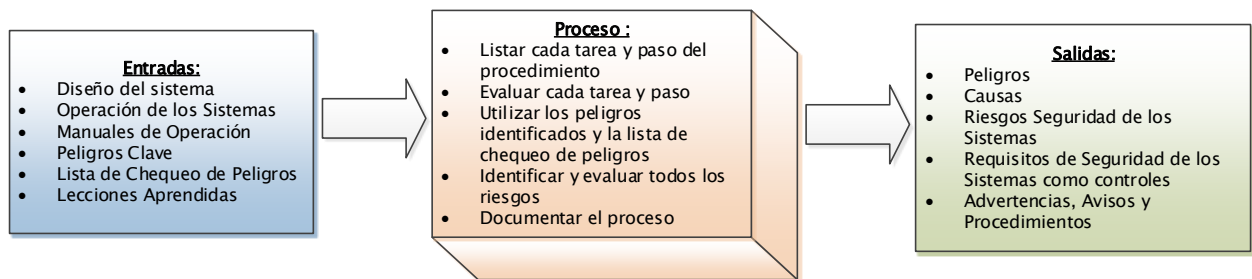 Entradas:
• Diseño del sistema
• Operación de los Sistemas
• Manuales de Operación
• Peligros Clave
• Lista de Chequeo de Peligros
• Lecciones Aprendidas
Proceso :
• Listar cada tarea y paso del
procedimiento
• Evaluar cada tarea y paso
• Utilizar los peligros
identificados y la lista de
chequeo de peligros
• Identificar y evaluar todos los
riesgos
• Documentar el proceso
Salidas:
• Peligros
• Causas
• Riesgos Seguridad de los
Sistemas
• Requisitos de Seguridad de los
Sistemas como controles
• Advertencias, Avisos y
Procedimientos